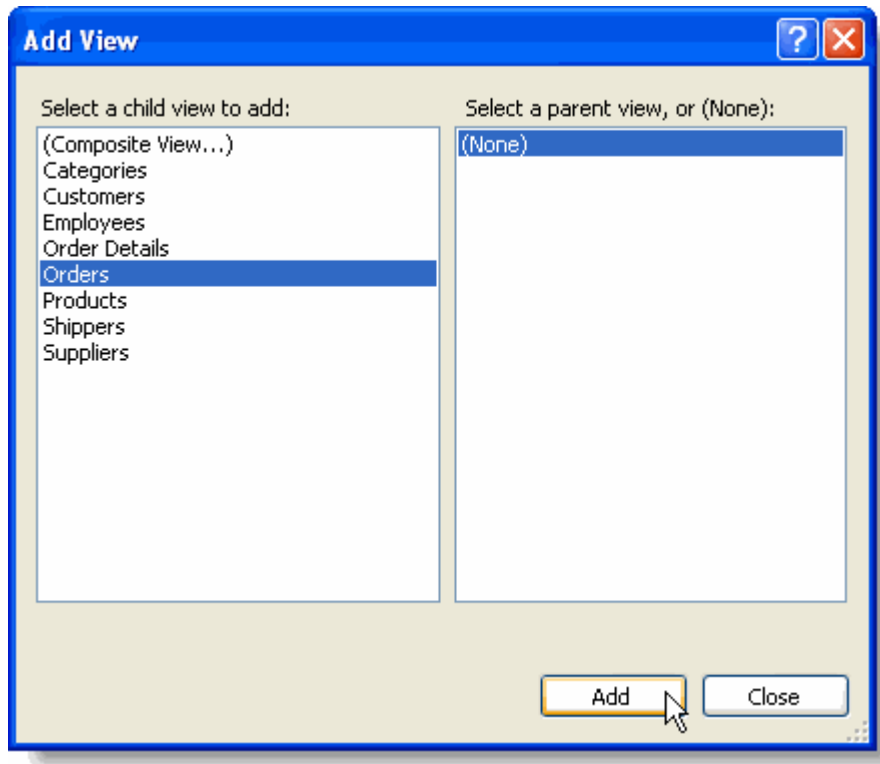 Add View
Select a child view to add:
(Composite View...)
Categories
Customers
Employees
Order Details
Orders
Products
Shippers
Suppliers
Select a parent view, or (None):
(None)
Add
Close